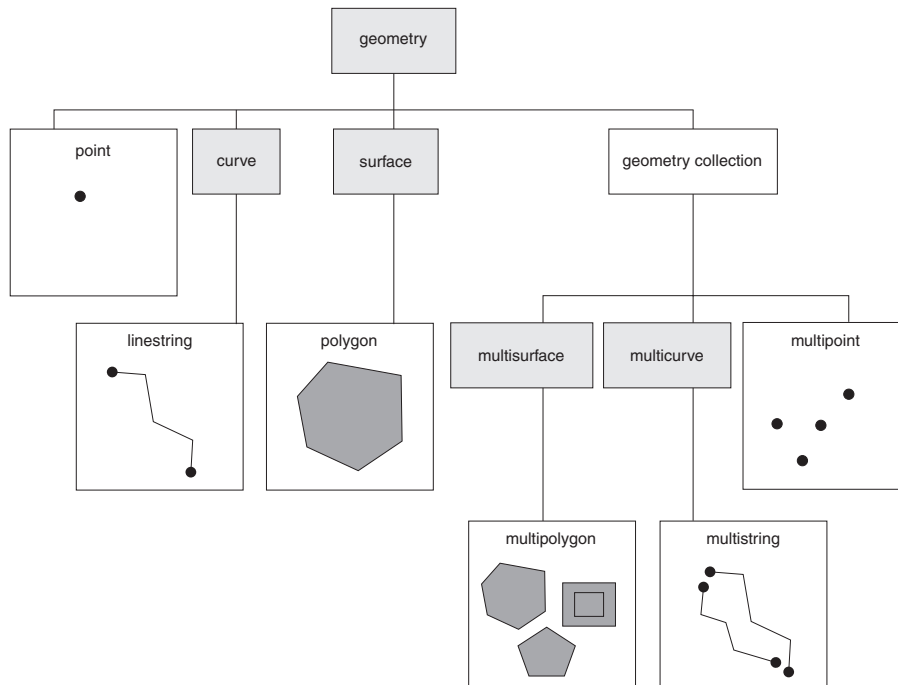 geometry
point
curve
surface
geometry collection
linestring
polygon
multisurface
multicurve
multipoint
multipolygon
multistring